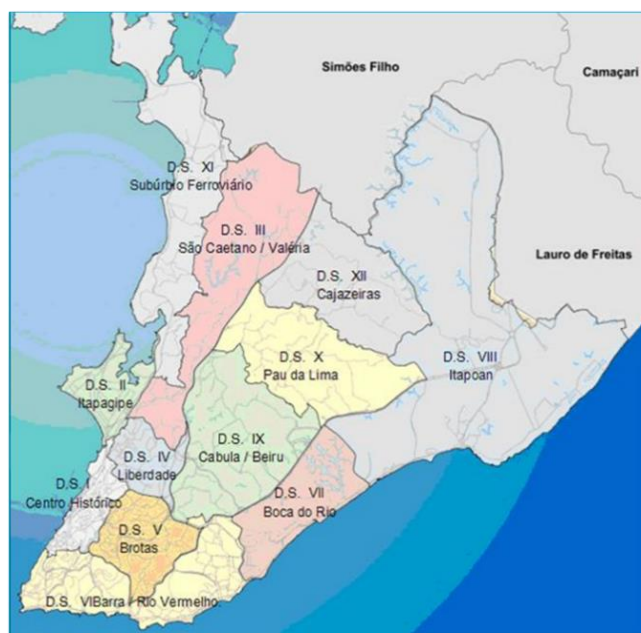 Simões Filho
Camaçari
D.S. XI
Subúrbio Ferroviário
D.S. III
São Caetano / Valéria
Lauro de Freitas
D.S. XII
Cajazeiras
D.S. X
Pau da Lima
D.S. VIII
Itapoan
D.S. II
Itapagipe
D.S. IX
Cabula / Beiru
D.S. IV
Liberdade
D.S. I
Centro Histórico
D.S. VII
Boca do Rio
D.S. V
Brotas
D.S. VIBarra / Rio Vermelho